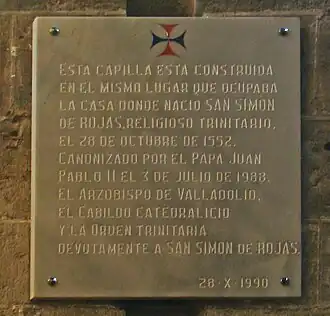 ESTA CAPILLA ESTA CONSTRUIDA
EN EL MISMO LUGAR QUE OCUPABA
LA CASA DONDE NACIO SAN SIMON
DE ROJAS, RELIGIOSO TRINITARIO,
EL 28 DE OCTUBRE DE 1552.
CANONIZADO POR EL PAPA JUAN
PABLO II EL 3 DE JULIO DE 1988.
EL ARZOBISPO DE VALLADOLID,
EL CABILDO CATEDRALICIO
Y LA ORDEN TRINITARIA
DEVOTAMENTE A SAN SIMON DE ROJAS.
28-X-1990